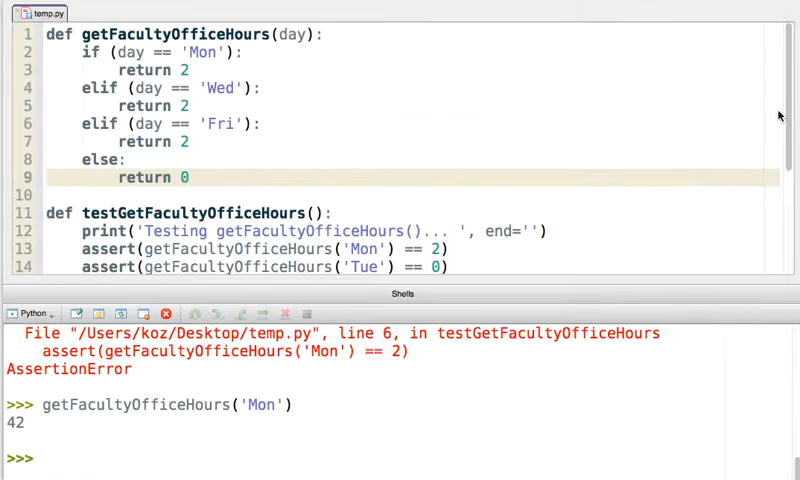 temp.py
1 def getFacultyOfficeHours(day):
2 if (day == 'Mon'):
3 return 2
4 elif (day == 'Wed'):
5 return 2
6 elif (day == 'Fri'):
7 return 2
8 else:
9 return 0
10
11 def testGetFacultyOfficeHours():
12 print('Testing getFacultyOfficeHours()... ', end='')
13 assert(getFacultyOfficeHours('Mon') == 2)
14 assert(getFacultyOfficeHours('Tue') == 0)
Shells
Python
File "/Users/koz/Desktop/temp.py", line 6, in testGetFacultyOfficeHours
assert(getFacultyOfficeHours('Mon') == 2)
AssertionError
>>> getFacultyOfficeHours('Mon')
42
>>>